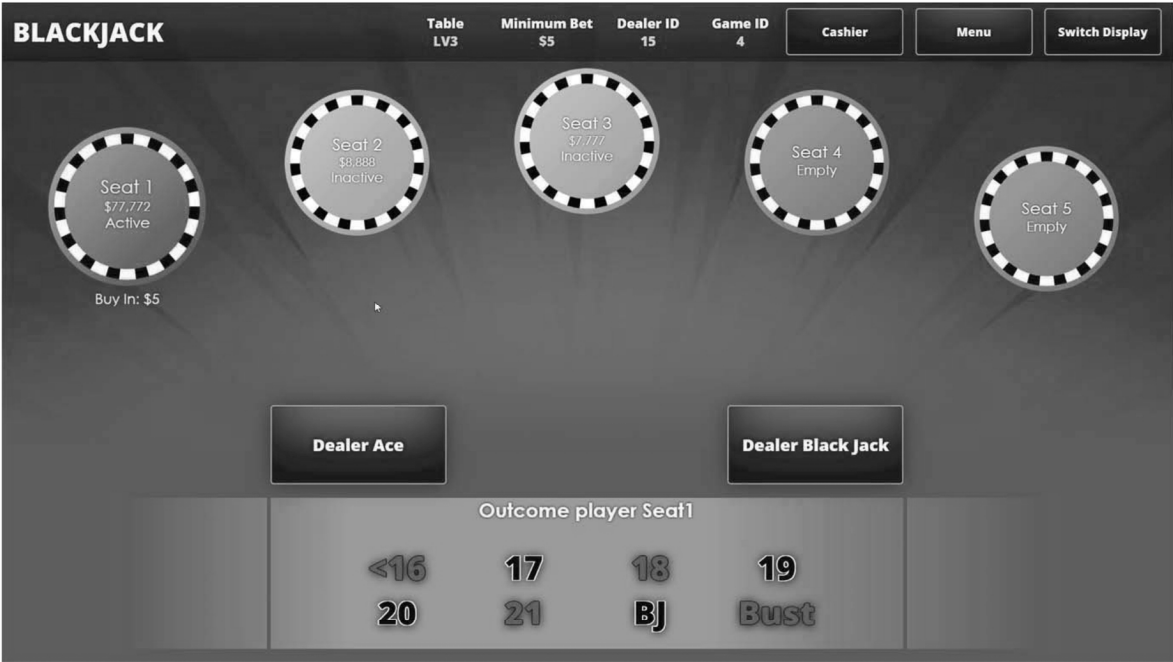 BLACKJACK
Table
LV3
Minimum Bet
$5
Dealer ID
15
Game ID
4
Cashier
Menu
Switch Display
Seat 1
$77,772
Active
Buy In: $5
Seat 2
$8,888
Inactive
Seat 3
$7,777
Inactive
Seat 4
Empty
Seat 5
Empty
Dealer Ace
Dealer Black Jack
Outcome player Seat1
<16 17 18 19
20 21 BJ Bust